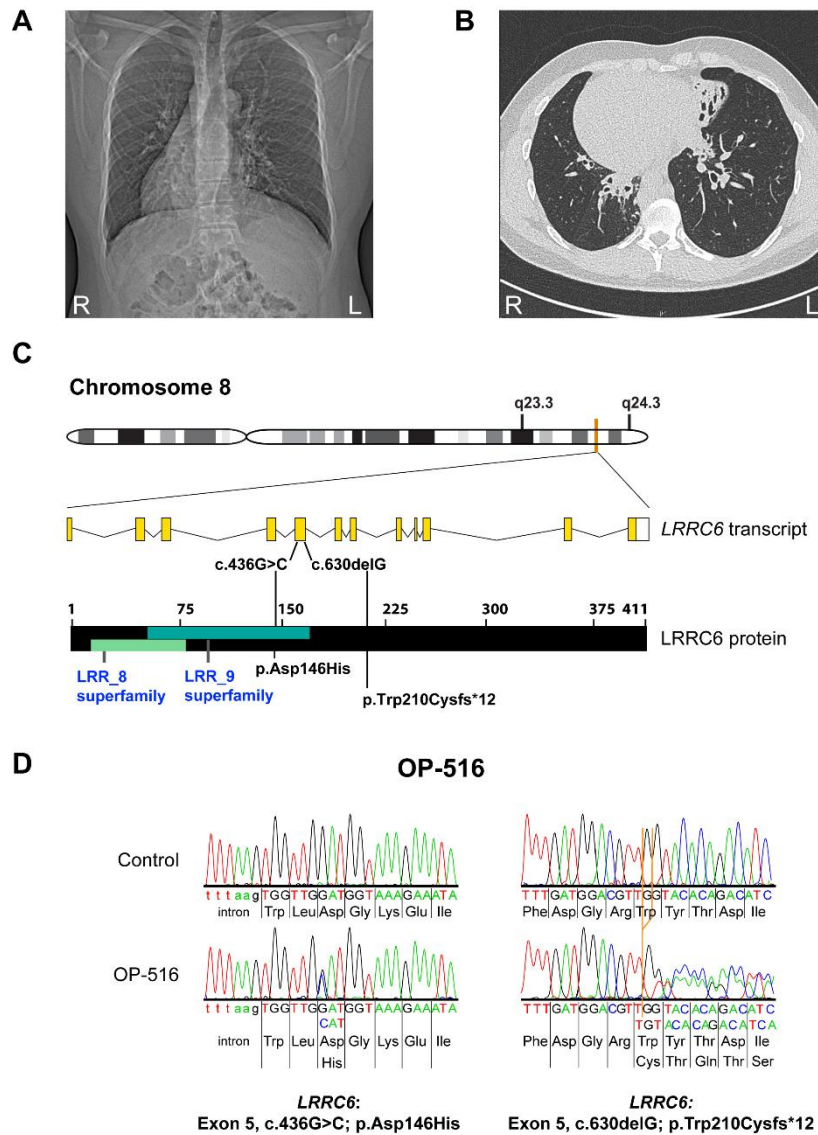 A
B
R
L
R
L
C
Chromosome 8
q23.3
q24.3
LRRC6 transcript
c.436G>C
c.630delG
1
75
150
225
300
375
411
LRRC6 protein
p.Asp146His
LRR_8
superfamily
LRR_9
superfamily
p.Trp210Cysfs*12
D
OP-516
Control
tttaagTGGTTGGATGGTAAAGAAATA
intron Trp Leu Asp Gly Lys Glu Ile
TTTGATGGACGTTGGTACACAGACATC
Phe Asp Gly Arg Trp Tyr Thr Asp Ile
OP-516
tttaagTGGTTGGATGGTAAAGAAATA
CAT
intron Trp Leu Asp Gly Lys Glu Ile
His
TTTGATGGACGTTGGTACACAGACATC
TGTACACAGACATCA
Phe Asp Gly Arg Trp Tyr Thr Asp Ile
Cys Thr Gln Thr Ser
LRRC6:
Exon 5, c.436G>C; p.Asp146His
LRRC6:
Exon 5, c.630delG; p.Trp210Cysfs*12